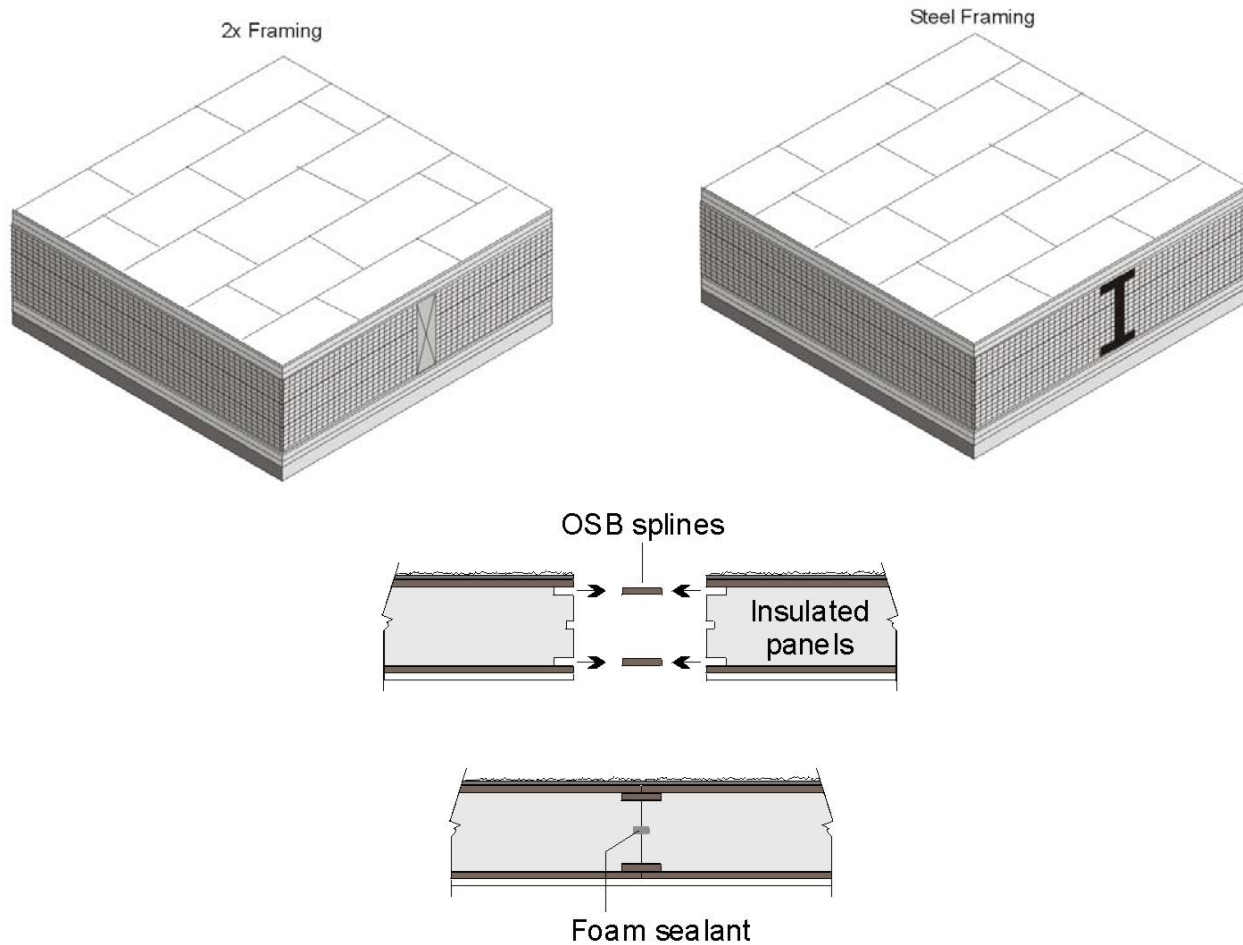 2x Framing
Steel Framing
OSB splines
Insulated
panels
Foam sealant